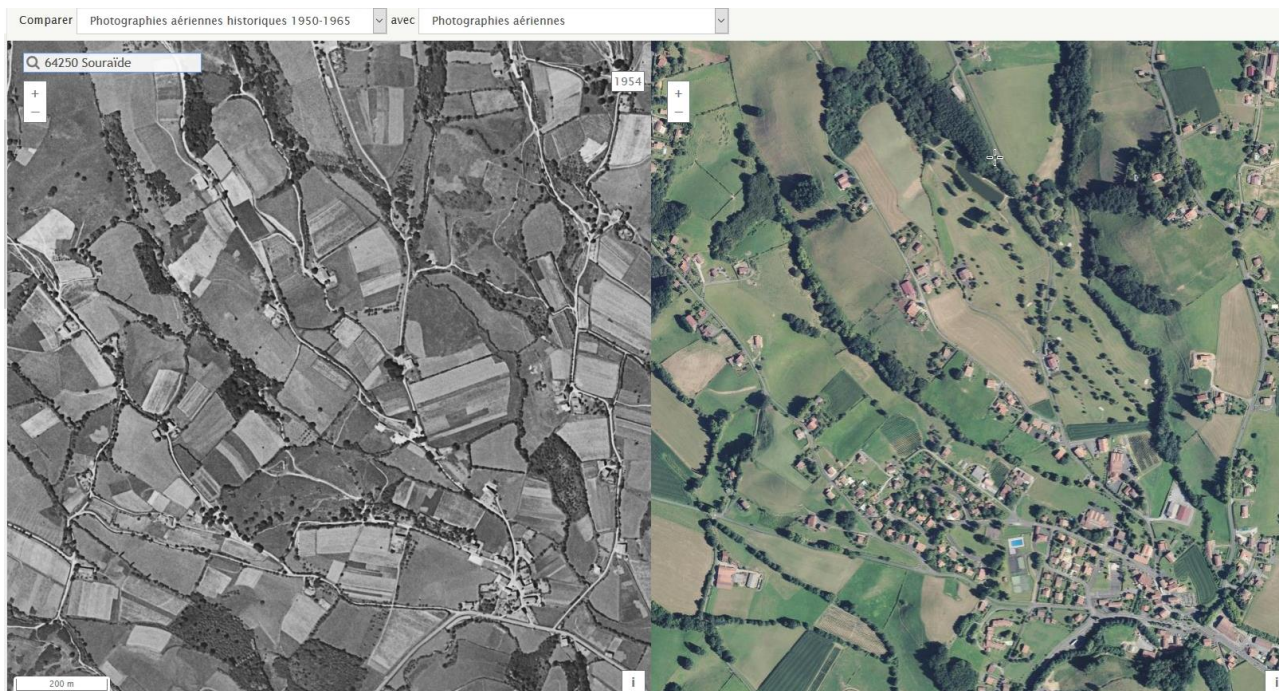 Comparer Photographies aériennes historiques 1950-1965 avec Photographies aériennes
64250 Souraïde
1954
+ +
– –
200 m
i i